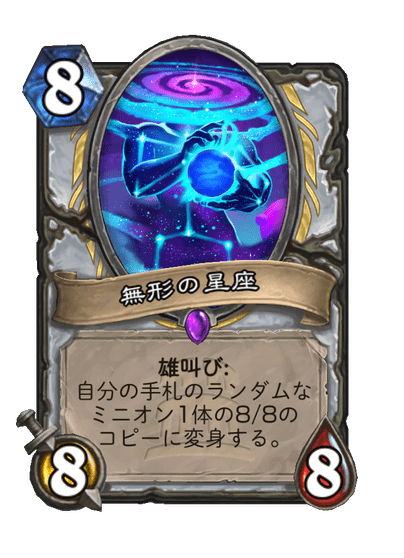 8
無形の星座
雄叫び:
自分の手札のランダムな
ミニオン1体の8/8の
コピーに変身する。
8
8